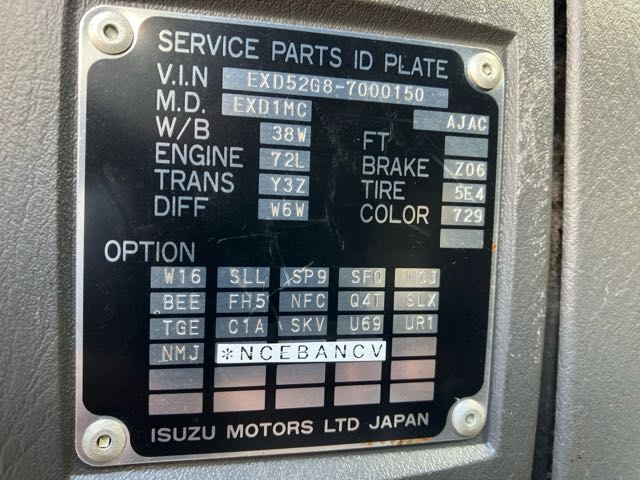 SERVICE PARTS ID PLATE
V.I.N EXD52G8-7000150
M.D. EXD1MC AJAC
W/B 38W FT
ENGINE 72L BRAKE Z06
TRANS Y3Z TIRE 5E4
DIFF W6W COLOR 729
OPTION
W16 SLL SP9 SFQ WCJ
BEE FH5 NFC Q4T SLX
TGE C1A SKV U69 UR1
NMJ *NCEBANCV
ISUZU MOTORS LTD JAPAN